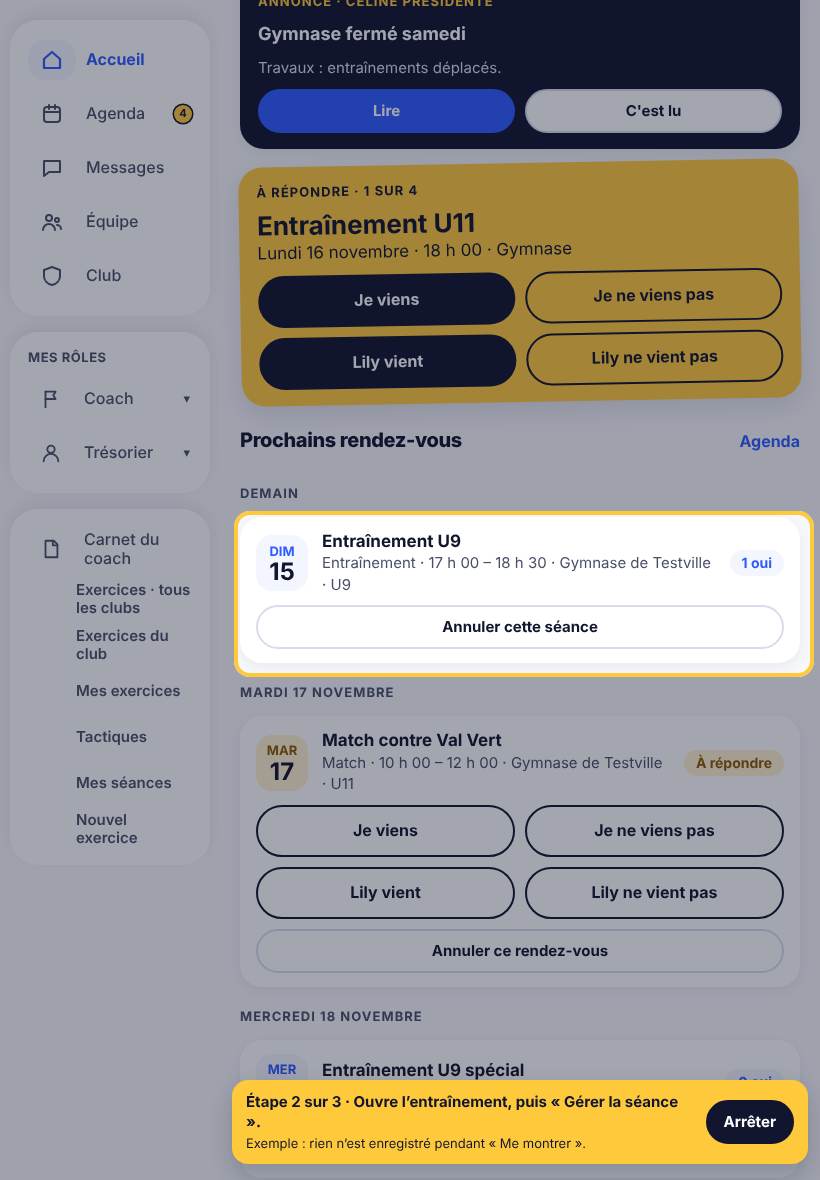 ANNONCE · CÉLINE PRÉSIDENTE
Gymnase fermé samedi
Travaux : entraînements déplacés.
Lire
C'est lu
Accueil
Agenda
4
Messages
Équipe
Club
MES RÔLES
Coach
Trésorier
Carnet du
coach
Exercices · tous
les clubs
Exercices du
club
Mes exercices
Tactiques
Mes séances
Nouvel
exercice
À RÉPONDRE · 1 SUR 4
Entraînement U11
Lundi 16 novembre · 18 h 00 · Gymnase
Je viens
Je ne viens pas
Lily vient
Lily ne vient pas
Prochains rendez-vous
Agenda
DEMAIN
DIM
15
Entraînement U9
Entraînement · 17 h 00 – 18 h 30 · Gymnase de Testville
· U9
1 oui
Annuler cette séance
MARDI 17 NOVEMBRE
MAR
17
Match contre Val Vert
Match · 10 h 00 – 12 h 00 · Gymnase de Testville
· U11
À répondre
Je viens
Je ne viens pas
Lily vient
Lily ne vient pas
Annuler ce rendez-vous
MERCREDI 18 NOVEMBRE
MER
Entraînement U9 spécial
Étape 2 sur 3 · Ouvre l’entraînement, puis « Gérer la séance
».
Exemple : rien n’est enregistré pendant « Me montrer ».
Arrêter